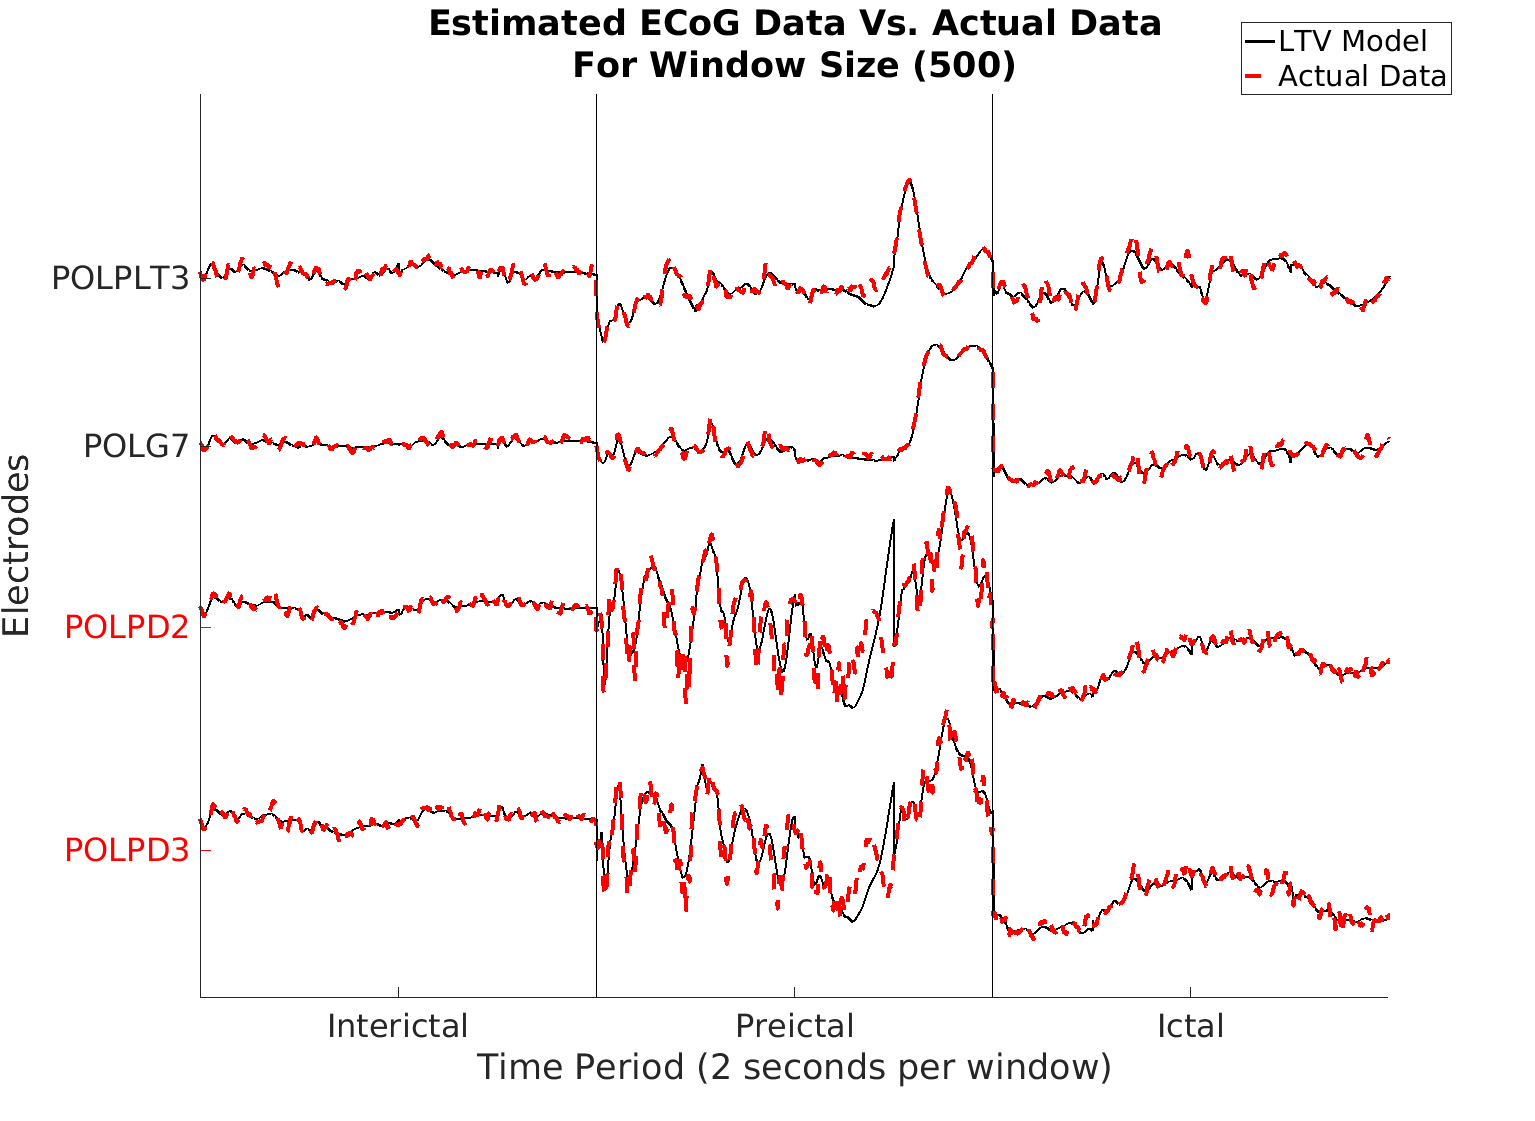 Estimated ECoG Data Vs. Actual Data
For Window Size (500)
LTV Model
Actual Data
Electrodes
POLPLT3
POLG7
POLPD2
POLPD3
Interictal
Preictal
Ictal
Time Period (2 seconds per window)